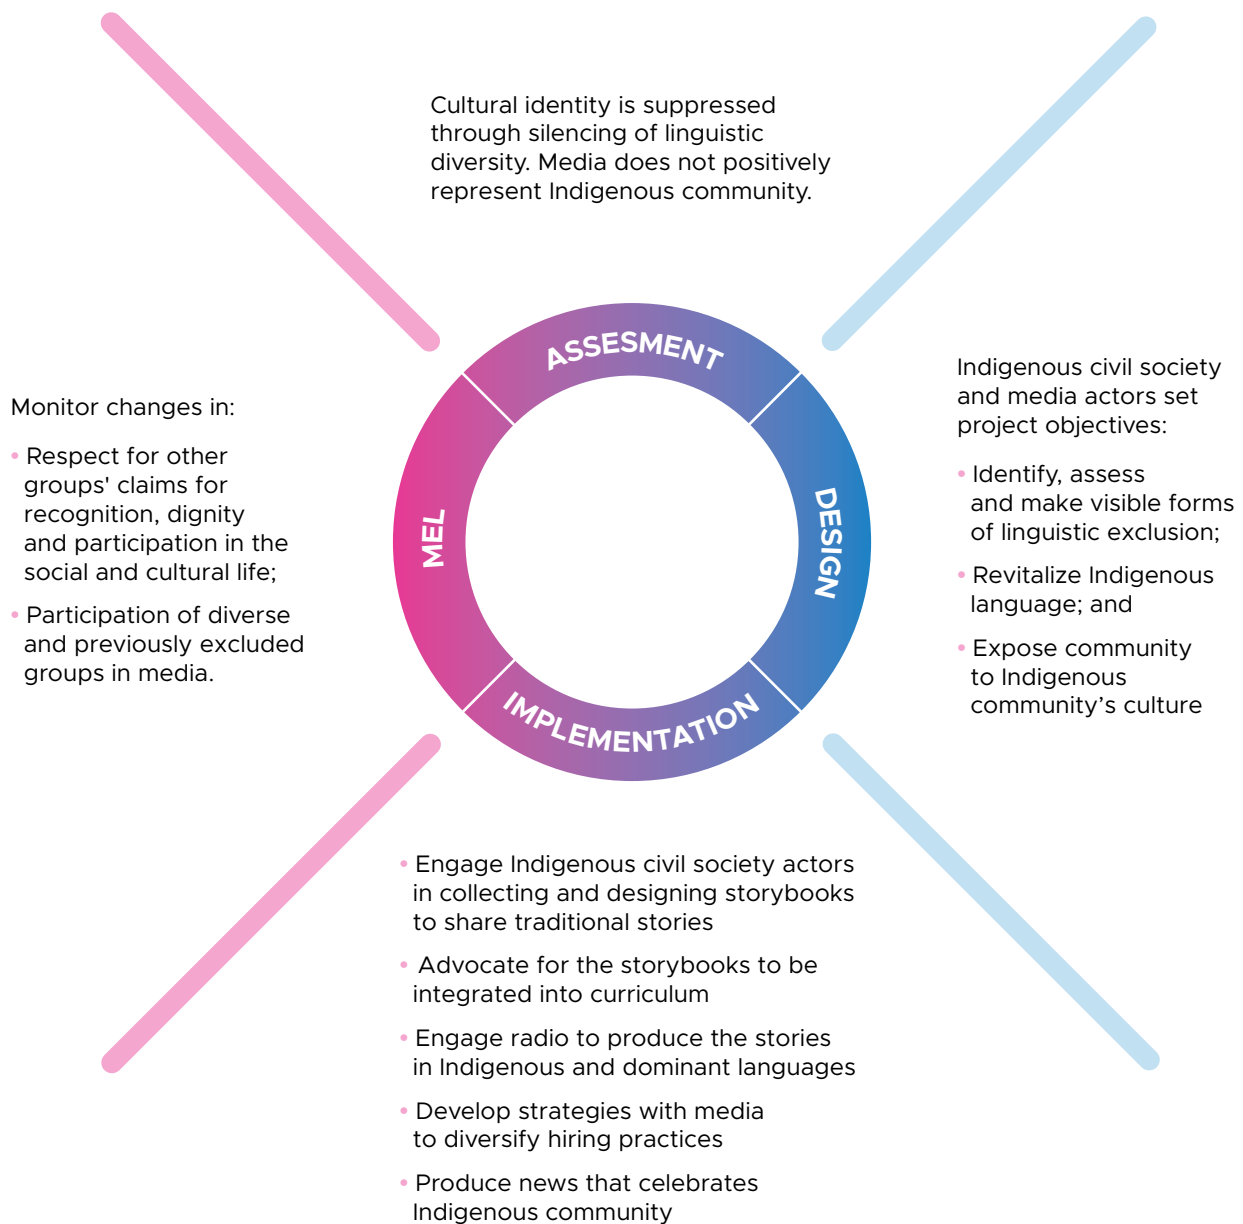 Cultural identity is suppressed
through silencing of linguistic
diversity. Media does not positively
represent Indigenous community.
ASSESMENT
DESIGN
IMPLEMENTATION
MEL
Indigenous civil society
and media actors set
project objectives:
• Identify, assess
and make visible forms
of linguistic exclusion;
• Revitalize Indigenous
language; and
• Expose community
to Indigenous
community’s culture
• Engage Indigenous civil society actors
in collecting and designing storybooks
to share traditional stories
• Advocate for the storybooks to be
integrated into curriculum
• Engage radio to produce the stories
in Indigenous and dominant languages
• Develop strategies with media
to diversify hiring practices
• Produce news that celebrates
Indigenous community
Monitor changes in:
• Respect for other
groups' claims for
recognition, dignity
and participation in the
social and cultural life;
• Participation of diverse
and previously excluded
groups in media.